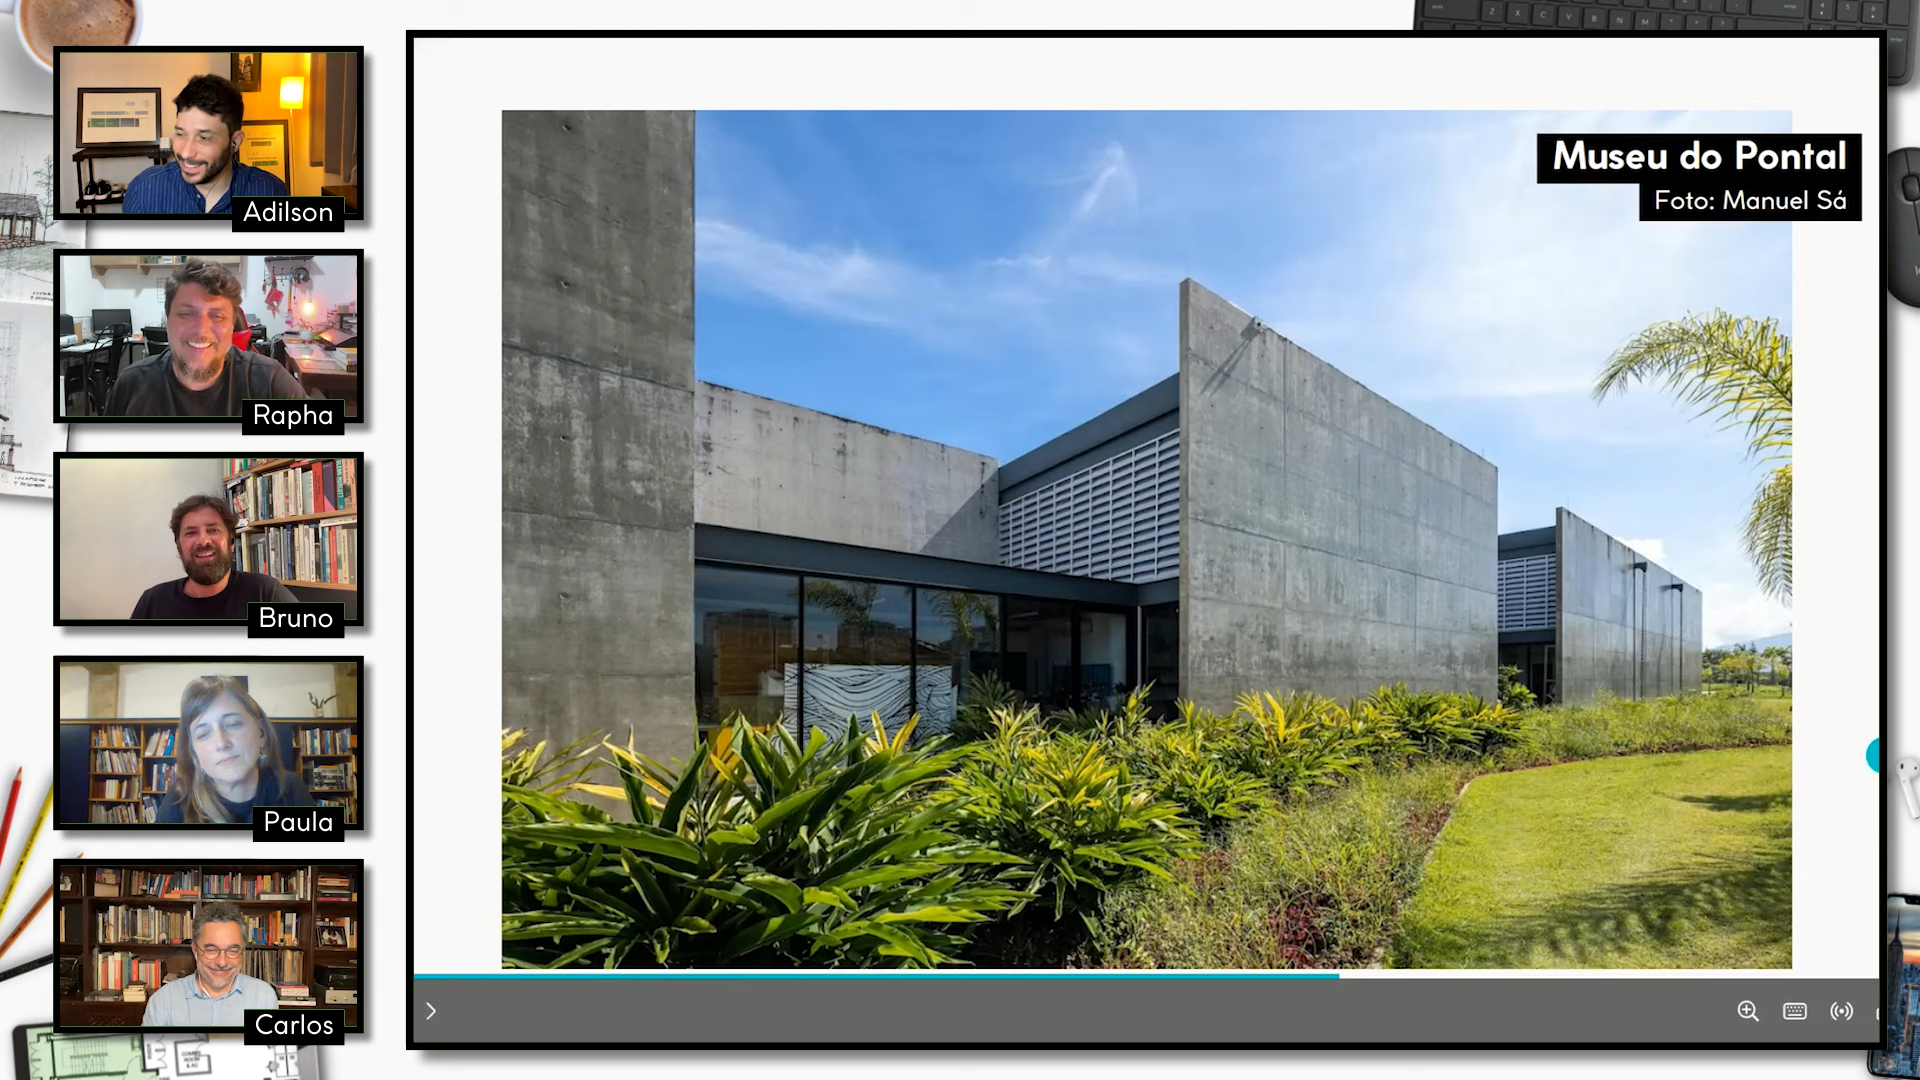 Adilson
Rapha
Bruno
Paula
Carlos
Museu do Pontal
Foto: Manuel Sá